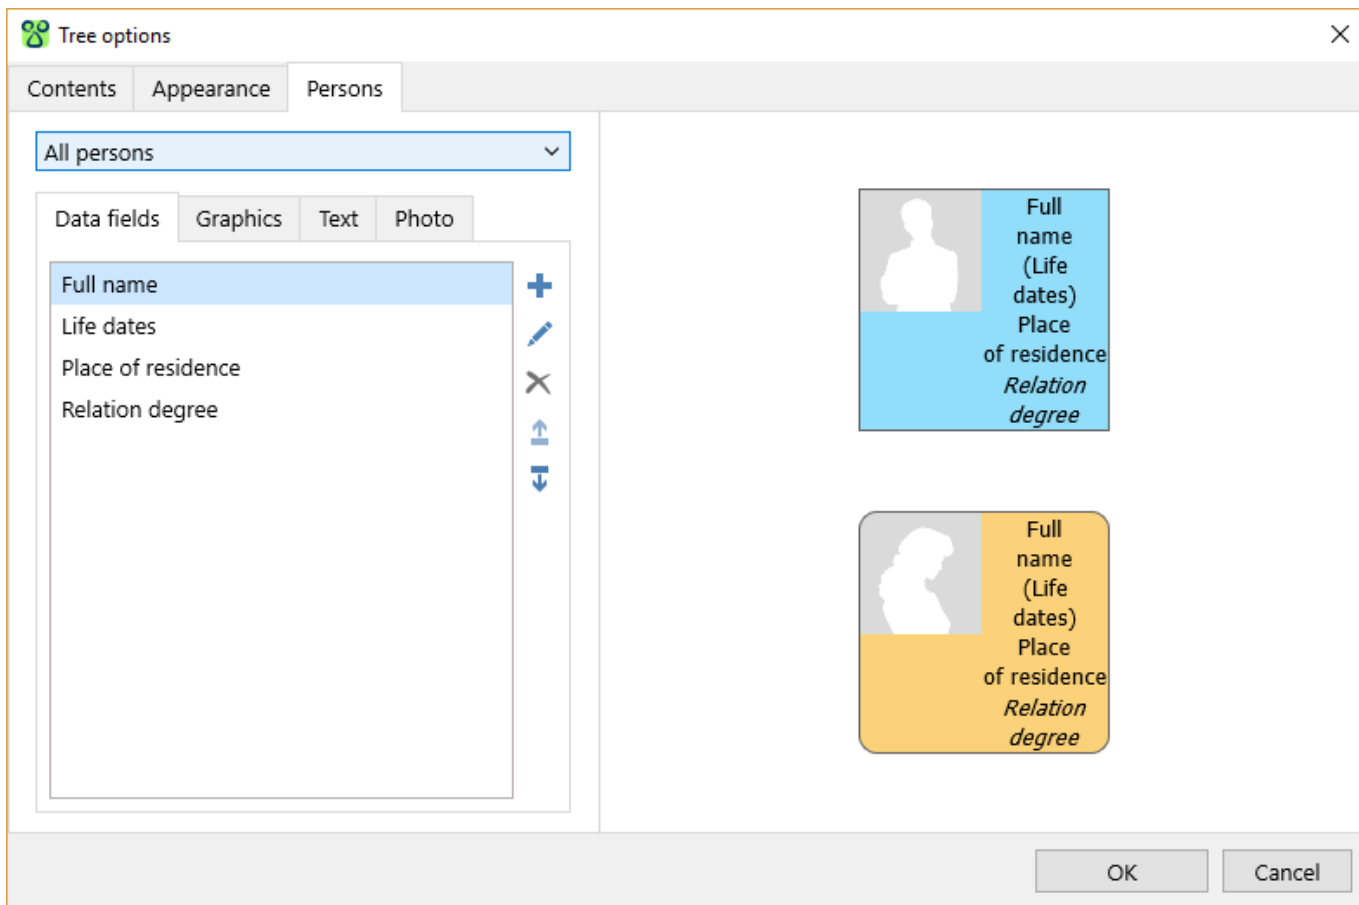 Tree options
Contents Appearance Persons
All persons
Data fields Graphics Text Photo
Full name
Life dates
Place of residence
Relation degree
Full
name
(Life
dates)
Place
of residence
Relation
degree
Full
name
(Life
dates)
Place
of residence
Relation
degree
OK Cancel